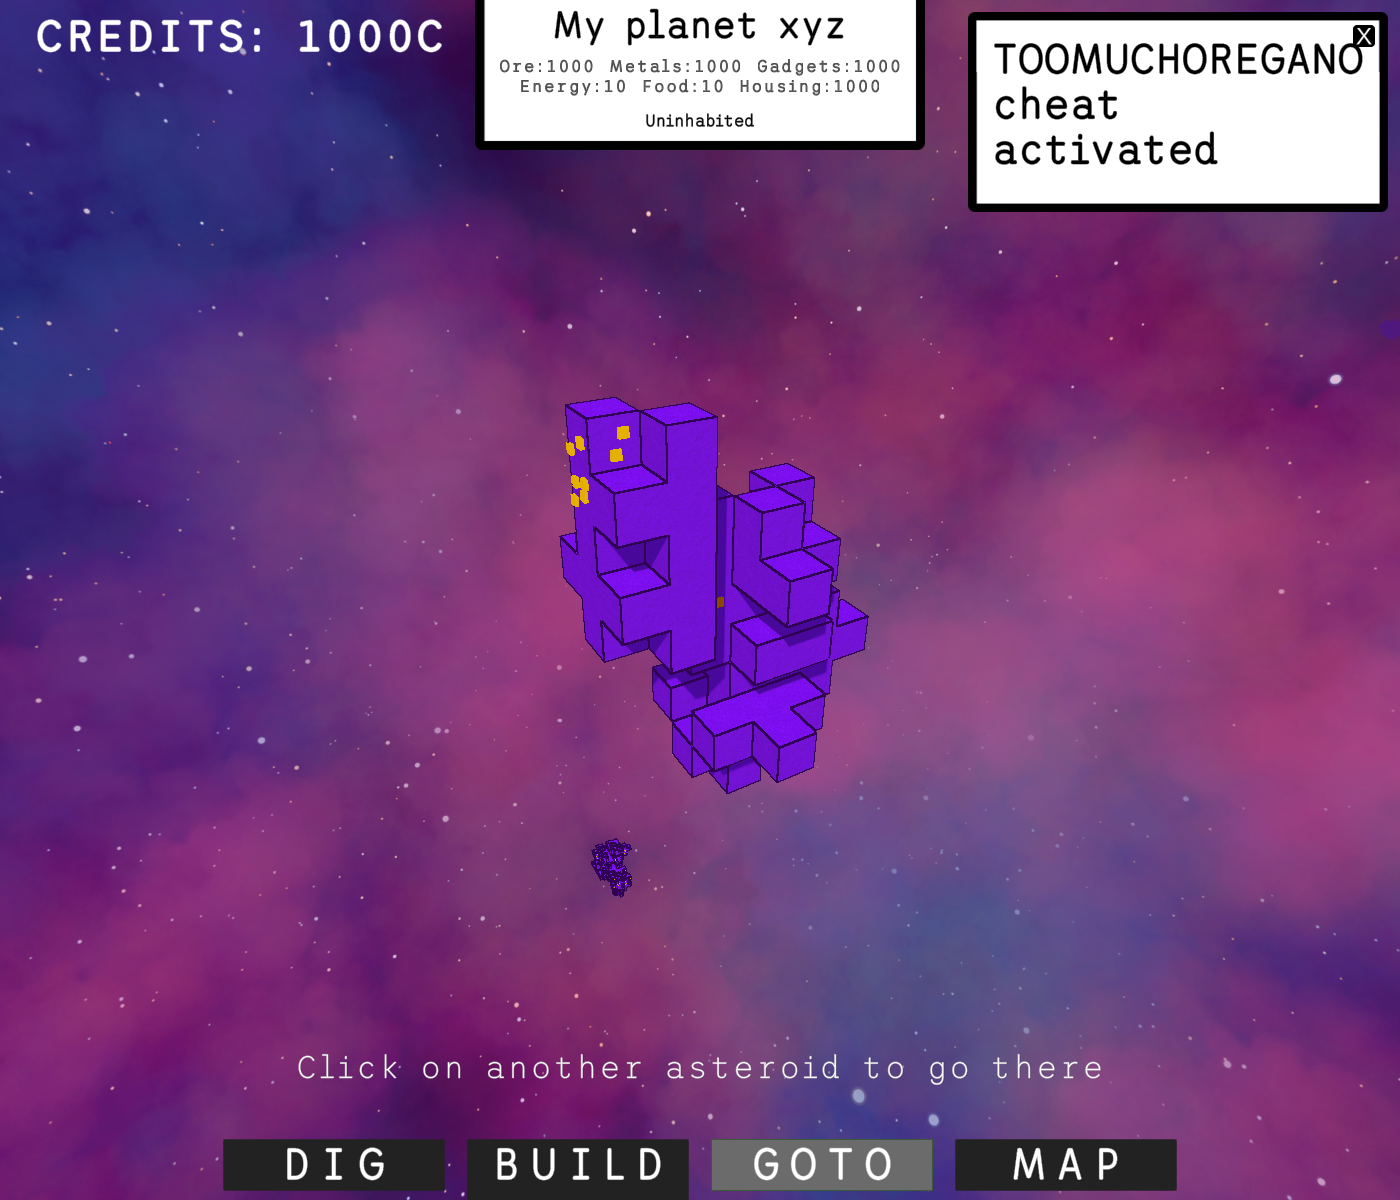 CREDITS: 1000C
My planet xyz
Ore:1000 Metals:1000 Gadgets:1000
Energy:10 Food:10 Housing:1000
Uninhabited
X
TOOMUCHOREGANO
cheat
activated
Click on another asteroid to go there
DIG
BUILD
GOTO
MAP